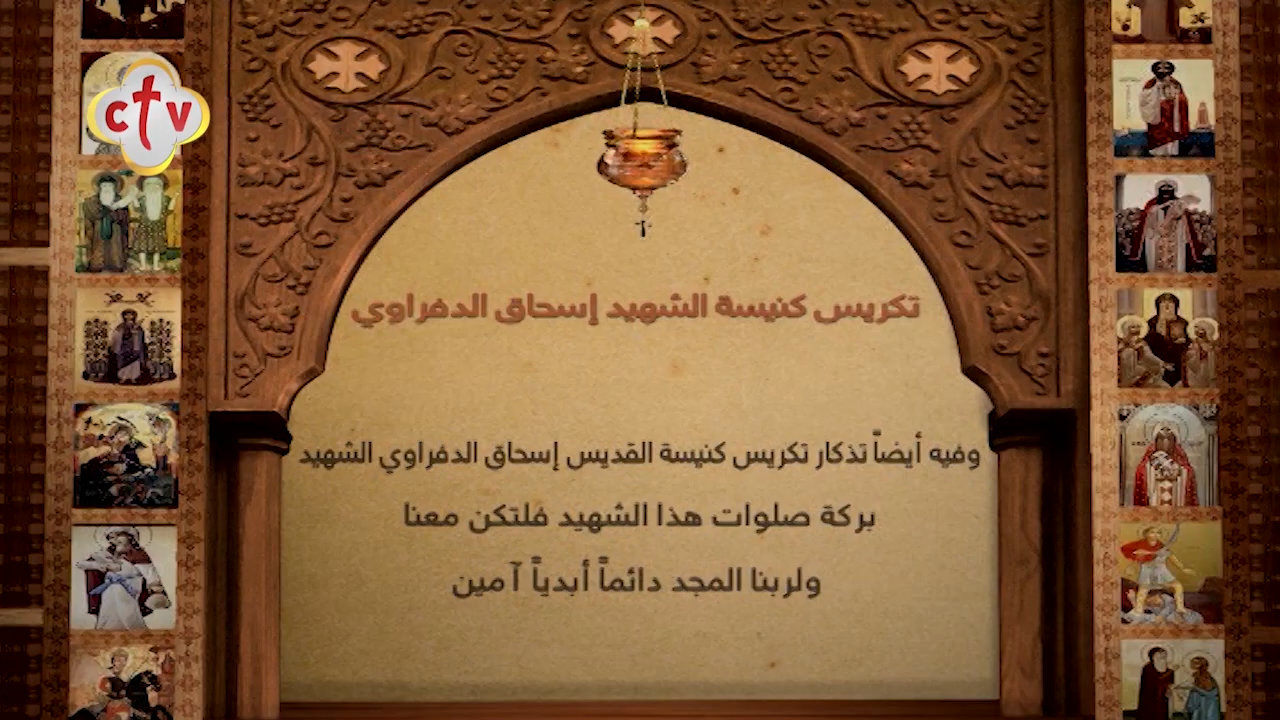 ctv
تكريس كنيسة الشهيد إسحاق الدفراوي
وفيه أيضاً تذكار تكريس كنيسة القديس إسحاق الدفراوي الشهيد
بركة صلوات هذا الشهيد فلتكن معنا
ولربنا المجد دائماً أبدياً آمين